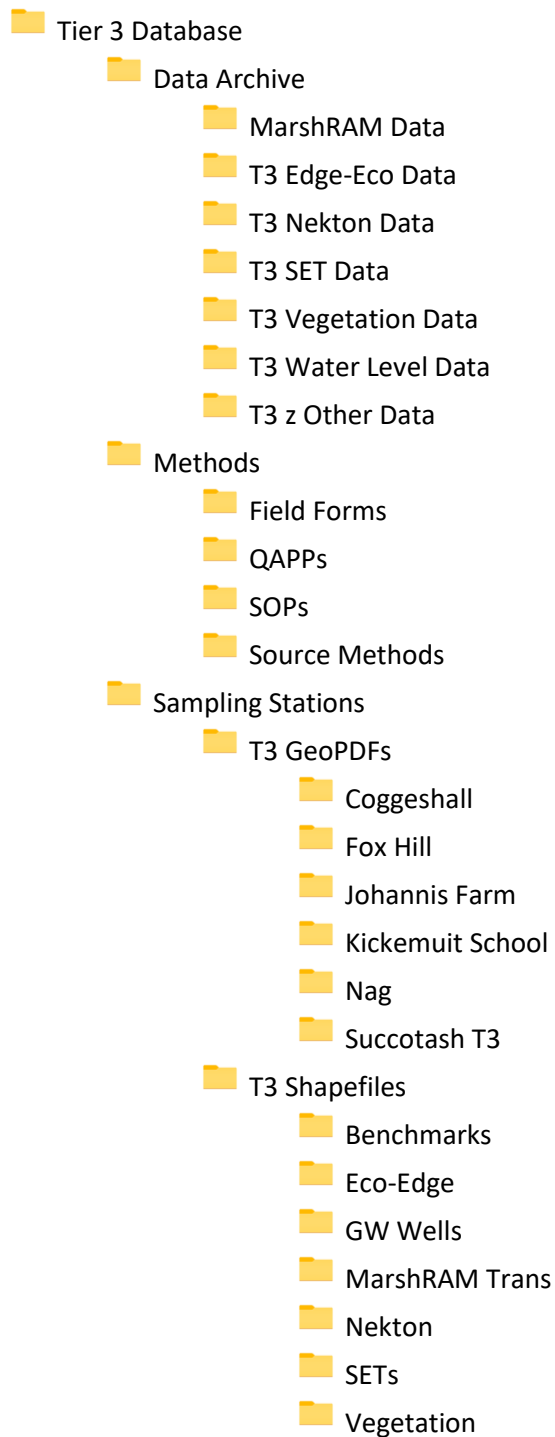 Tier 3 Database
Data Archive
MarshRAM Data
T3 Edge-Eco Data
T3 Nekton Data
T3 SET Data
T3 Vegetation Data
T3 Water Level Data
T3 z Other Data
Methods
Field Forms
QAPPs
SOPs
Source Methods
Sampling Stations
T3 GeoPDFs
Coggeshall
Fox Hill
Johannis Farm
Kickemuit School
Nag
Succotash T3
T3 Shapefiles
Benchmarks
Eco-Edge
GW Wells
MarshRAM Trans
Nekton
SETs
Vegetation